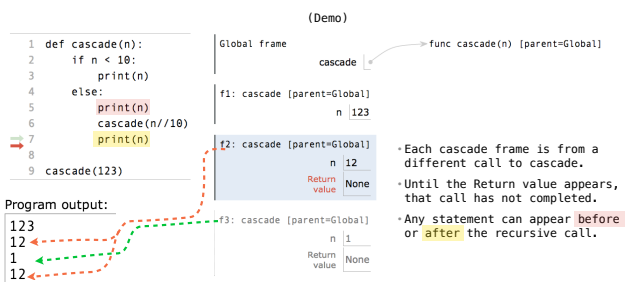 (Demo)
1 def cascade(n):
2 if n < 10:
3 print(n)
4 else:
5 print(n)
6 cascade(n//10)
7 print(n)
8
9 cascade(123)
Program output:
123
12
1
12
Global frame
cascade
func cascade(n) [parent=Global]
f1: cascade [parent=Global]
n 123
f2: cascade [parent=Global]
n 12
Return
value None
f3: cascade [parent=Global]
n 1
Return
value None
•Each cascade frame is from a
different call to cascade.
•Until the Return value appears,
that call has not completed.
•Any statement can appear before
or after the recursive call.